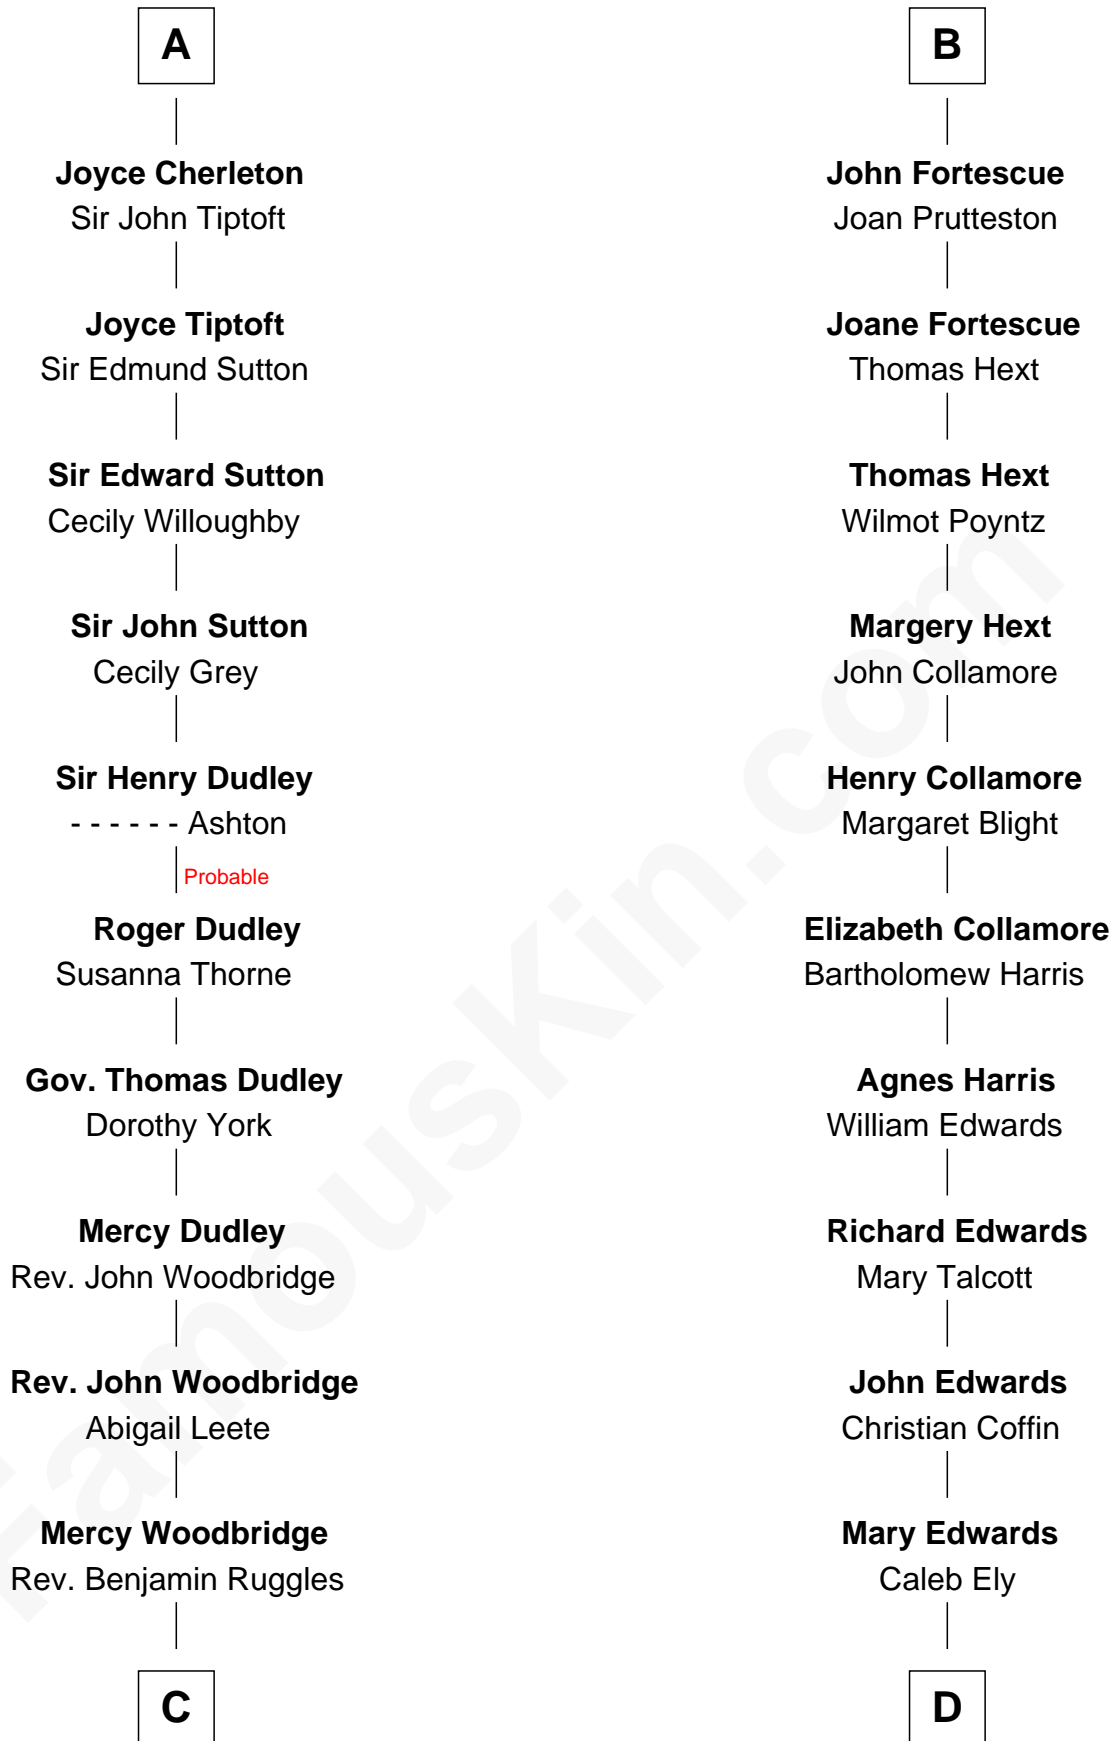 A
Joyce Cherleton
Sir John Tiptoft
Joyce Tiptoft
Sir Edmund Sutton
Sir Edward Sutton
Cecily Willoughby
Sir John Sutton
Cecily Grey
Sir Henry Dudley
- - - - - - Ashton
Probable
Roger Dudley
Susanna Thorne
Gov. Thomas Dudley
Dorothy York
Mercy Dudley
Rev. John Woodbridge
Rev. John Woodbridge
Abigail Leete
Mercy Woodbridge
Rev. Benjamin Ruggles
C
B
John Fortescue
Joan Prutteston
Joane Fortescue
Thomas Hext
Thomas Hext
Wilmot Poyntz
Margery Hext
John Collamore
Henry Collamore
Margaret Blight
Elizabeth Collamore
Bartholomew Harris
Agnes Harris
William Edwards
Richard Edwards
Mary Talcott
John Edwards
Christian Coffin
Mary Edwards
Caleb Ely
D
FamousKin.com